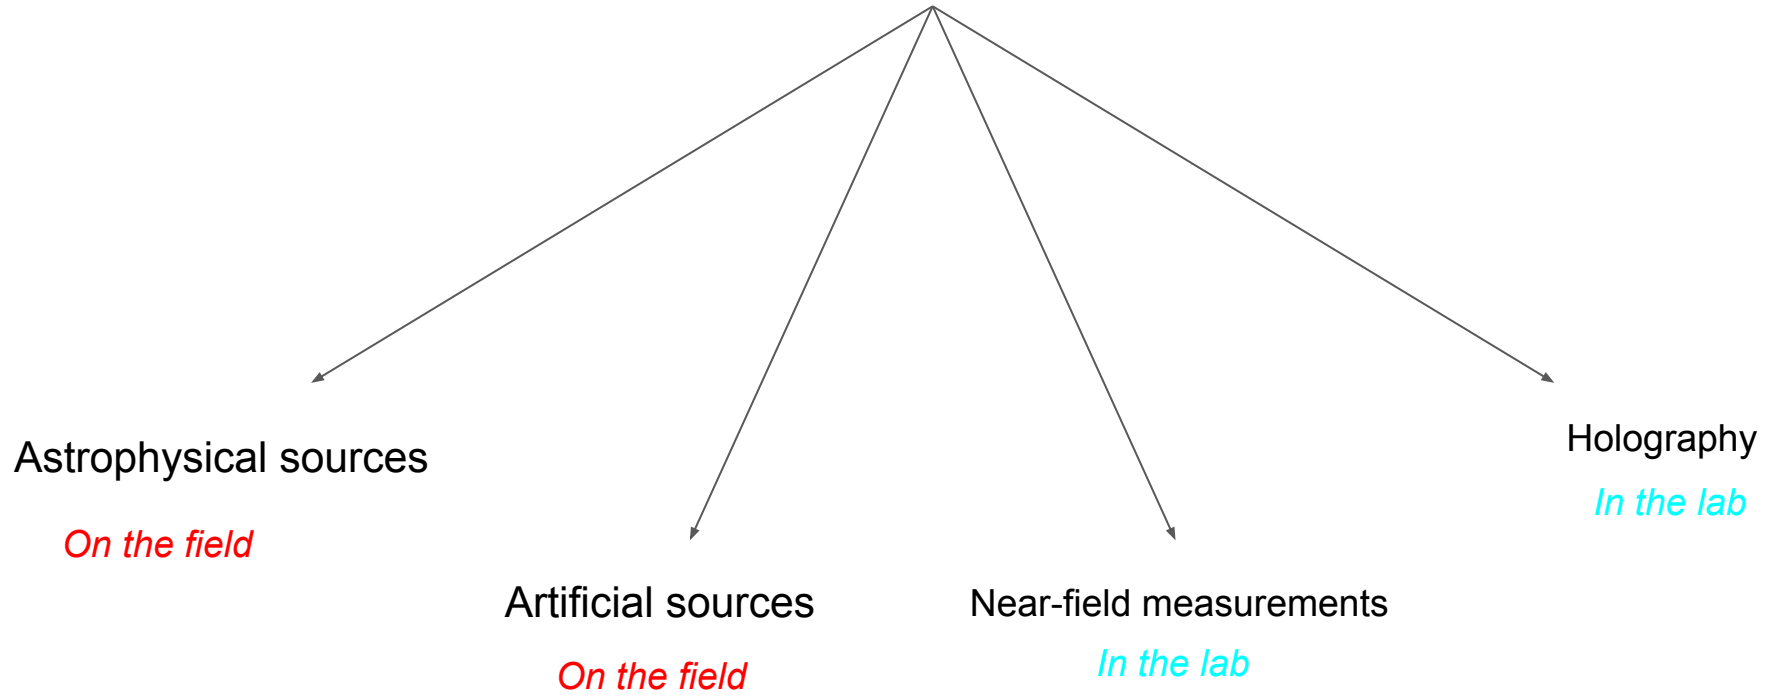 Astrophysical sources
On the field
Artificial sources
On the field
Near-field measurements
In the lab
Holography
In the lab